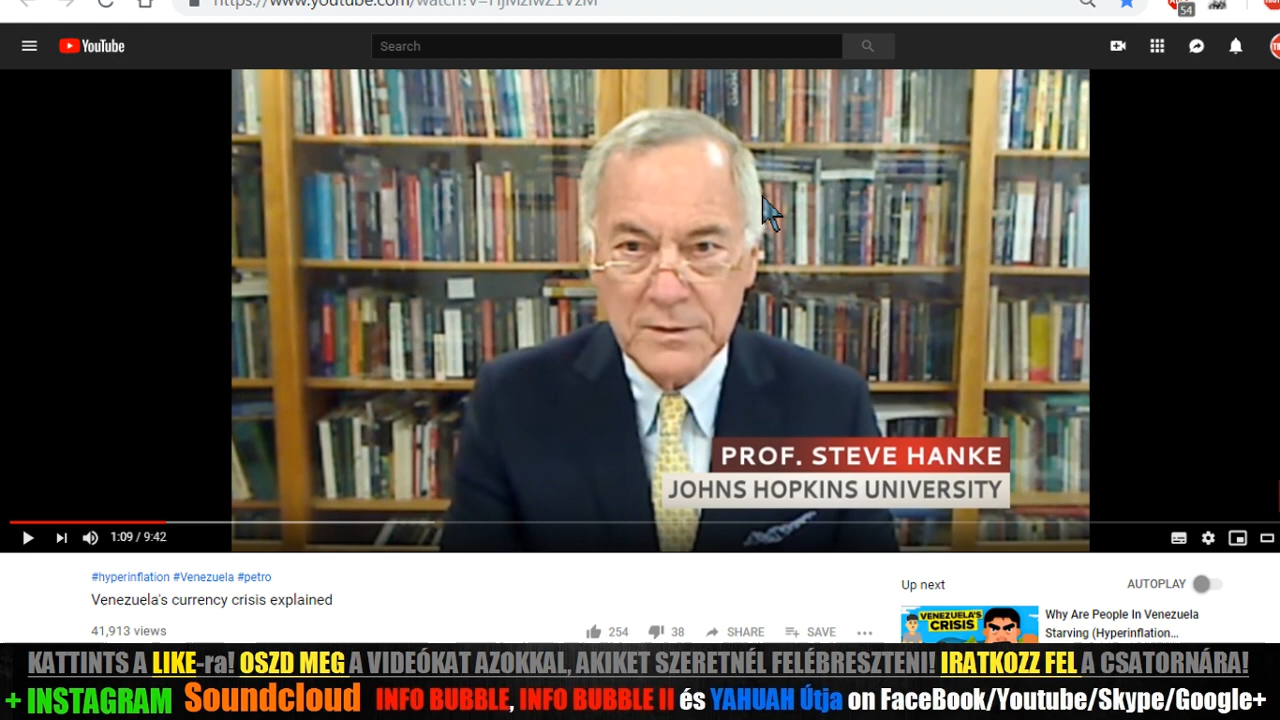 54
YouTube
Search
PROF. STEVE HANKE
JOHNS HOPKINS UNIVERSITY
1:09 / 9:42
#hyperinflation #Venezuela #petro
Venezuela's currency crisis explained
41,913 views
254
38
SHARE
SAVE
Up next
AUTOPLAY
VENEZUELA'S
CRISIS
Why Are People In Venezuela
Starving (Hyperinflation...
KATTINTS A LIKE-ra! OSZD MEG A VIDEÓKAT AZOKKAL, AKIKET SZERETNÉL FELÉBRESZTENI! IRATKOZZ FEL A CSATORNÁRA!
+ INSTAGRAM Soundcloud INFO BUBBLE, INFO BUBBLE II és YAHUAH Útja on FaceBook/Youtube/Skype/Google+